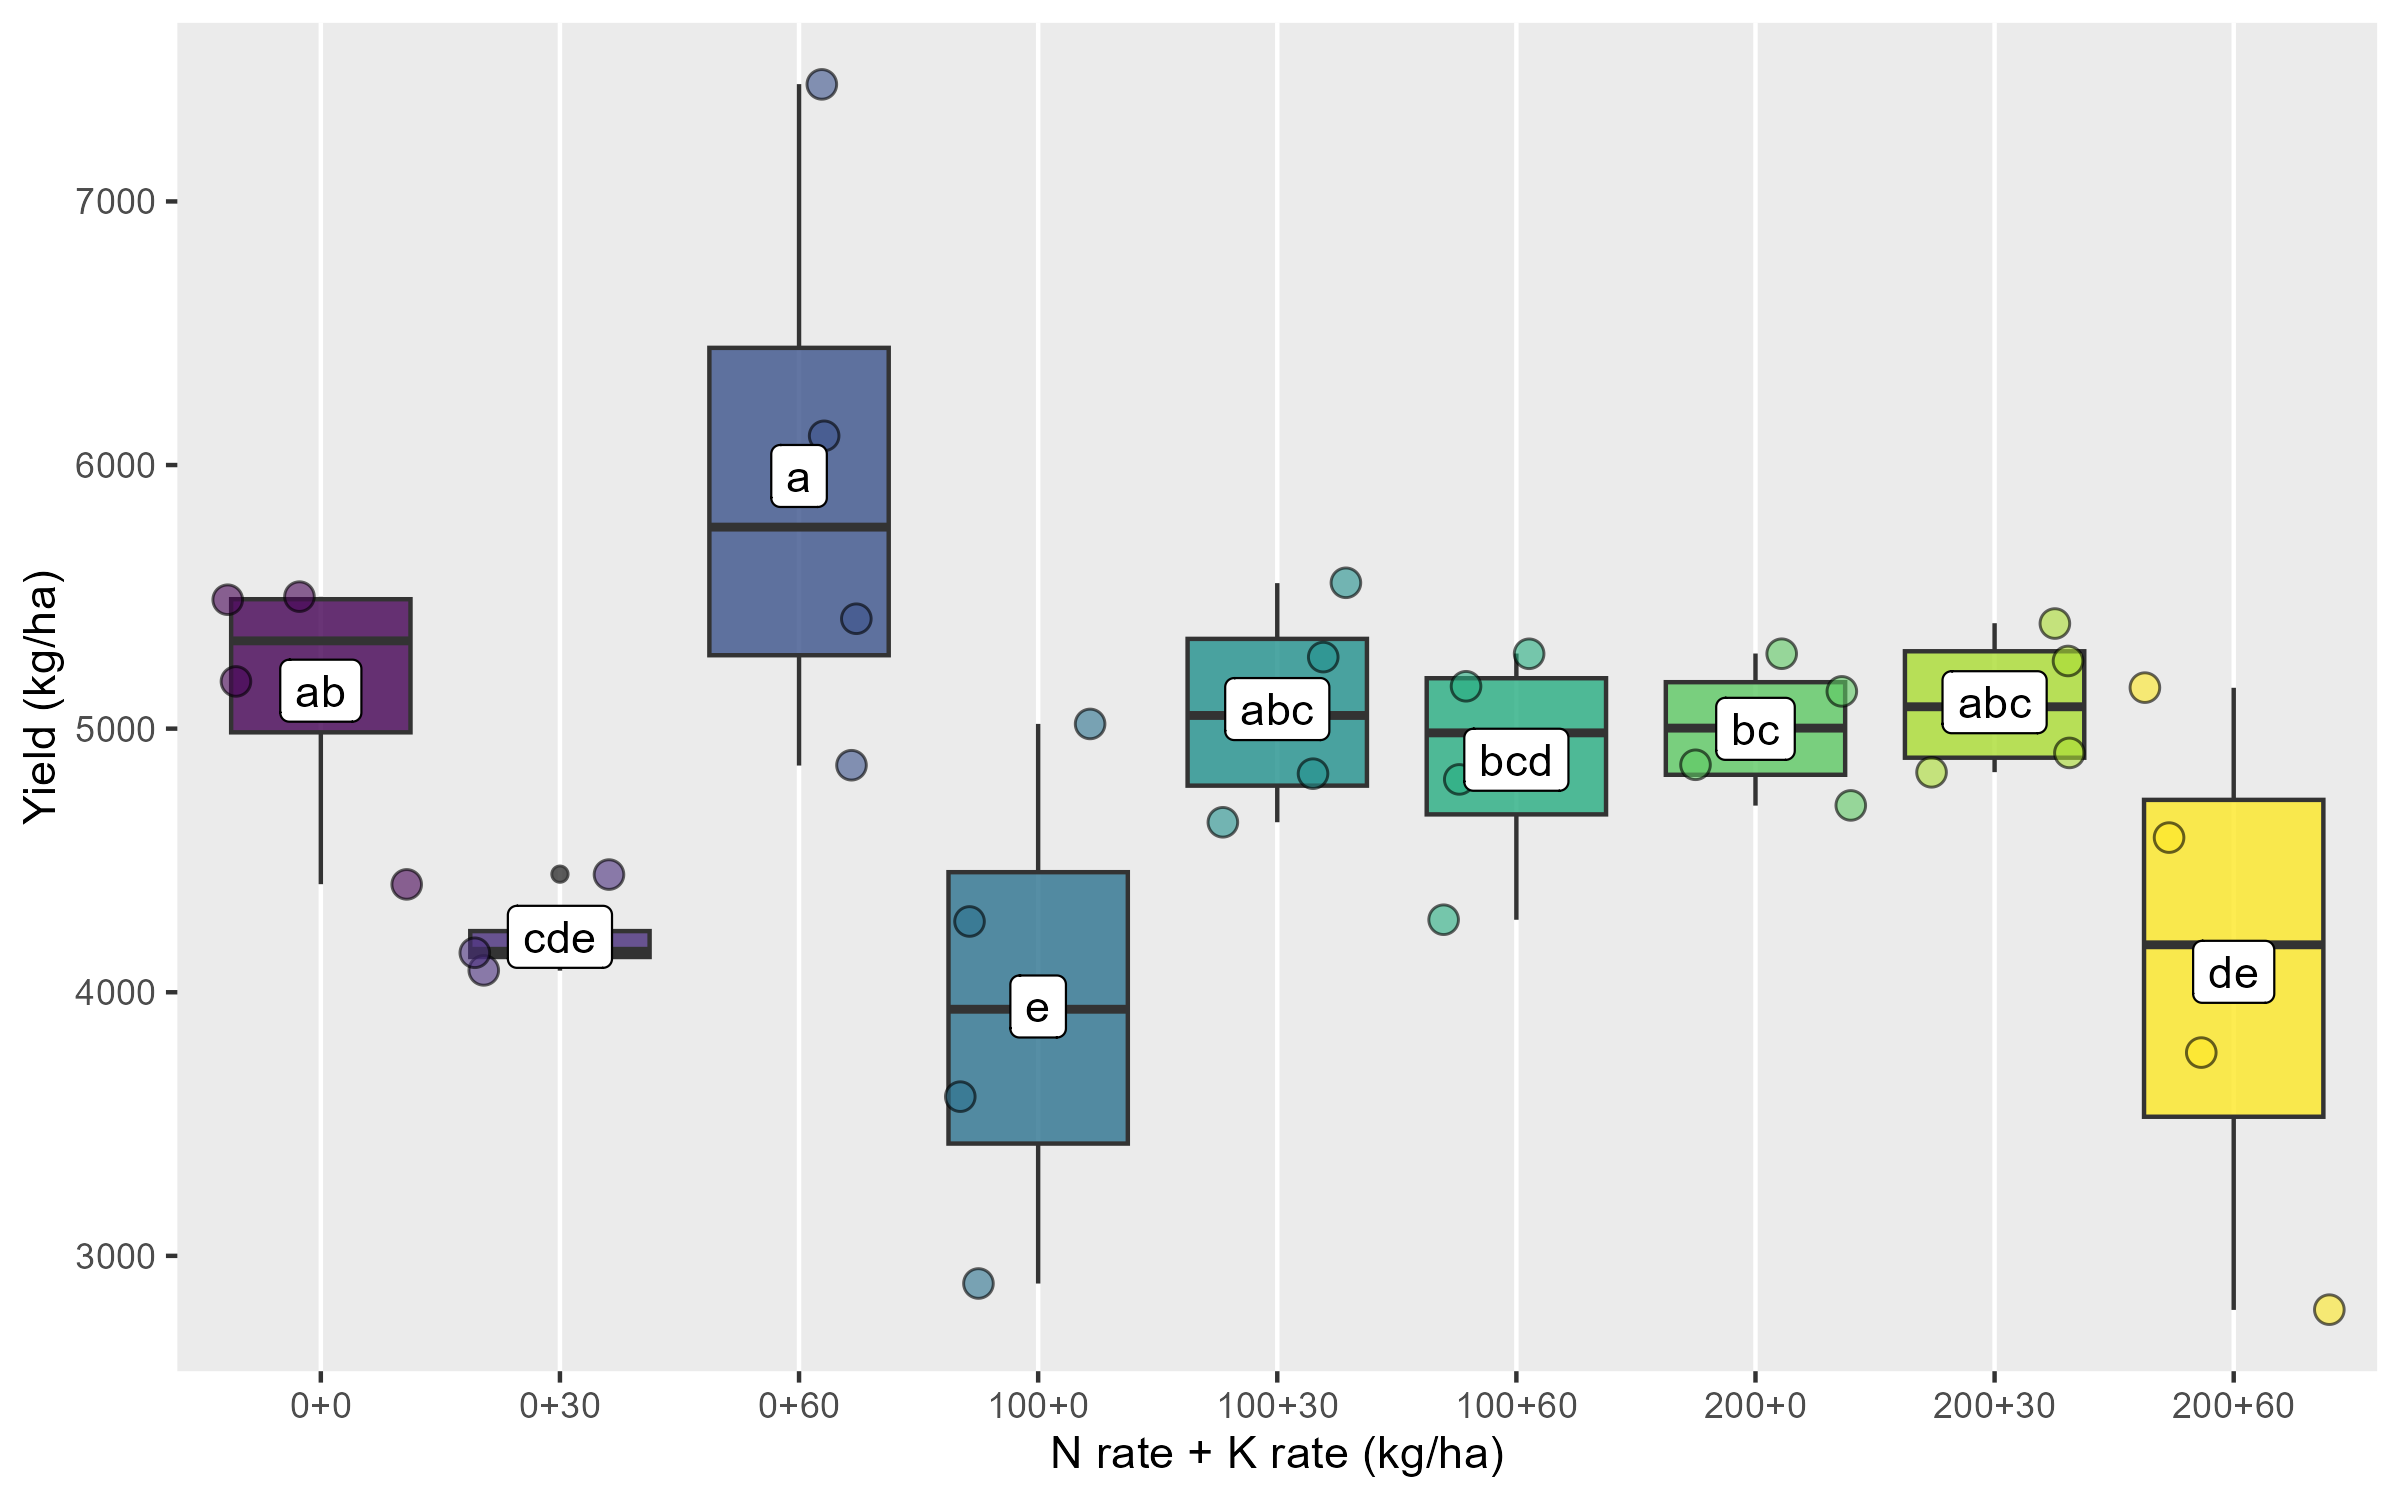 7000
6000
5000
4000
3000
Yield (kg/ha)
ab
cde
a
e
abc
bcd
bc
abc
de
0+0
0+30
0+60
100+0
100+30
100+60
200+0
200+30
200+60
N rate + K rate (kg/ha)